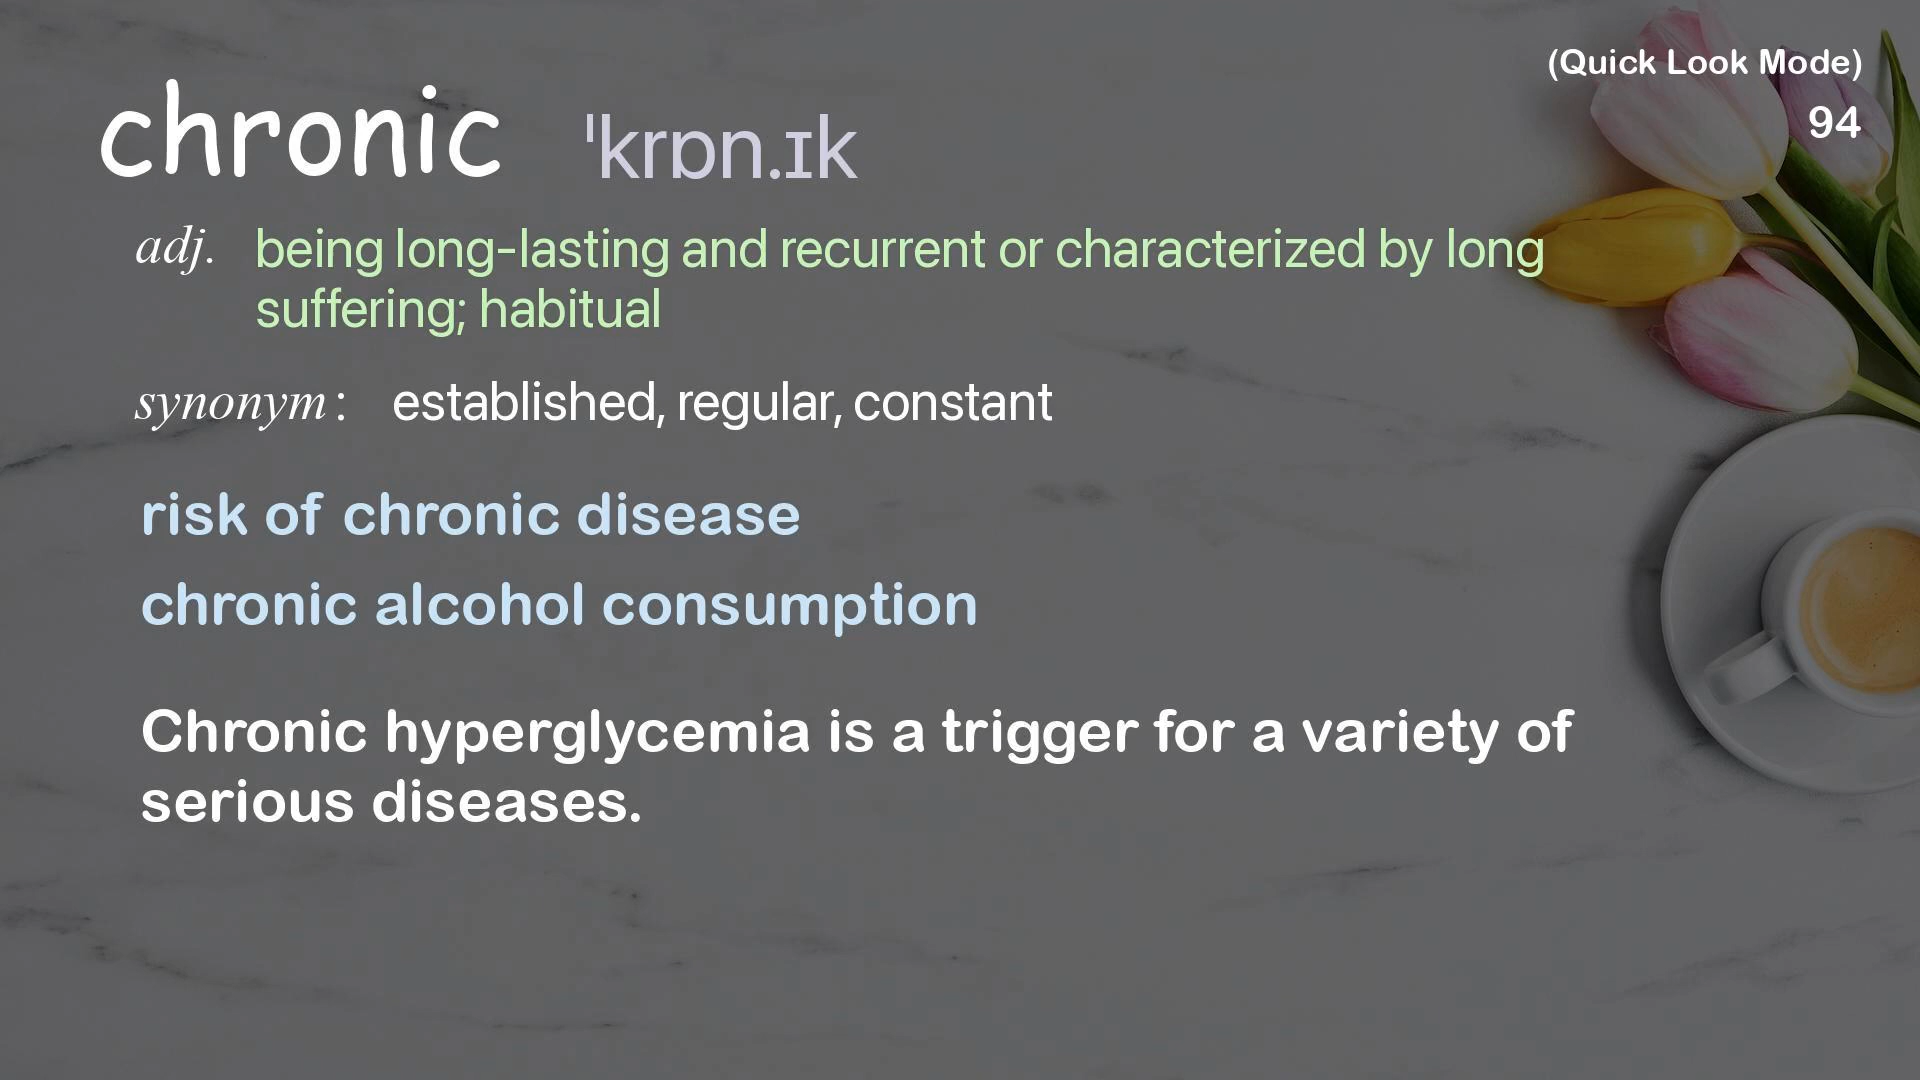 (Quick Look Mode)
94
chronic ˈkrɒn.ɪk
adj. being long-lasting and recurrent or characterized by long
suffering; habitual
synonym : established, regular, constant
risk of chronic disease
chronic alcohol consumption
Chronic hyperglycemia is a trigger for a variety of
serious diseases.